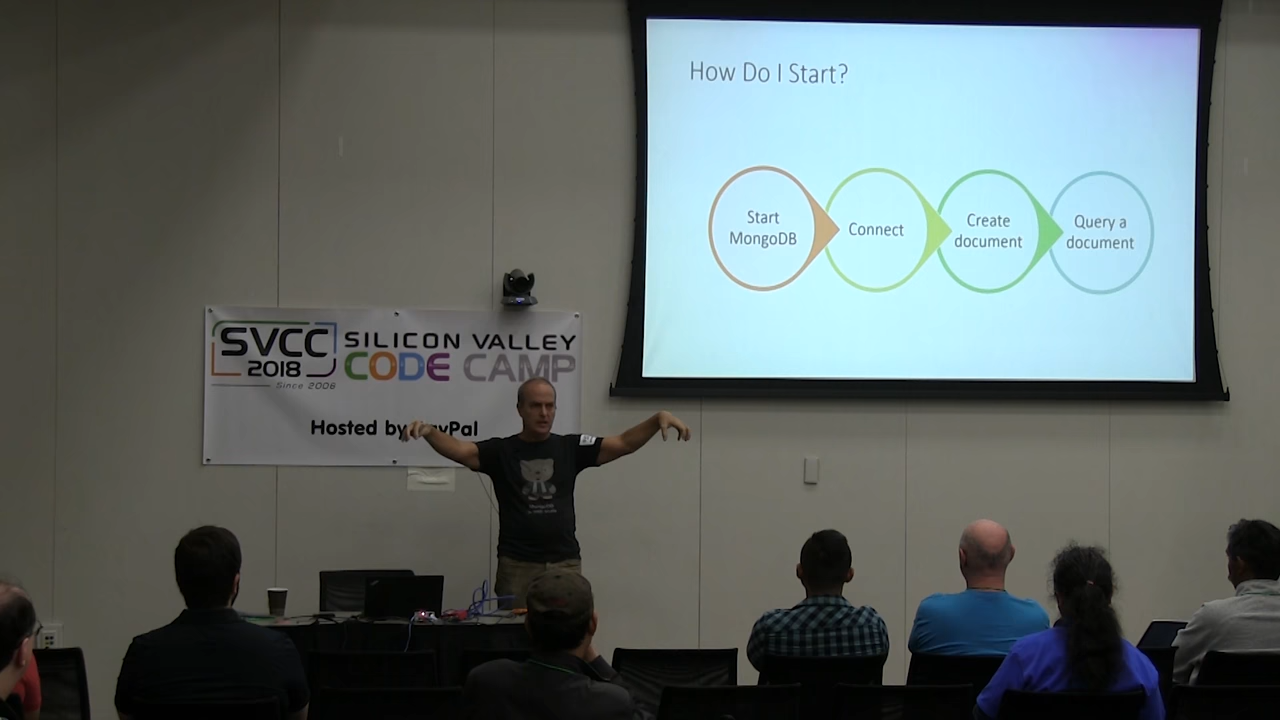 How Do I Start?
Start
MongoDB
Connect
Create
document
Query a
document
SVCC
2018
Since 2006
SILICON VALLEY
CODE CAMP
Hosted by PayPal